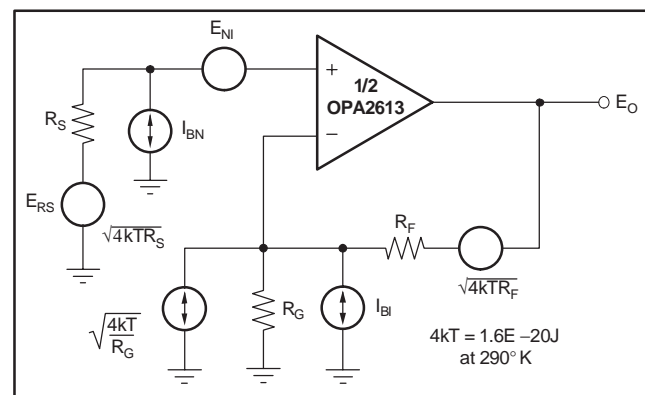 E_NI
+
1/2
OPA2613
−
E_O
R_S
I_BN
E_RS
√4kTR_S
R_F
√4kTR_F
√4kT/R_G
R_G
I_BI
4kT = 1.6E −20J
at 290° K